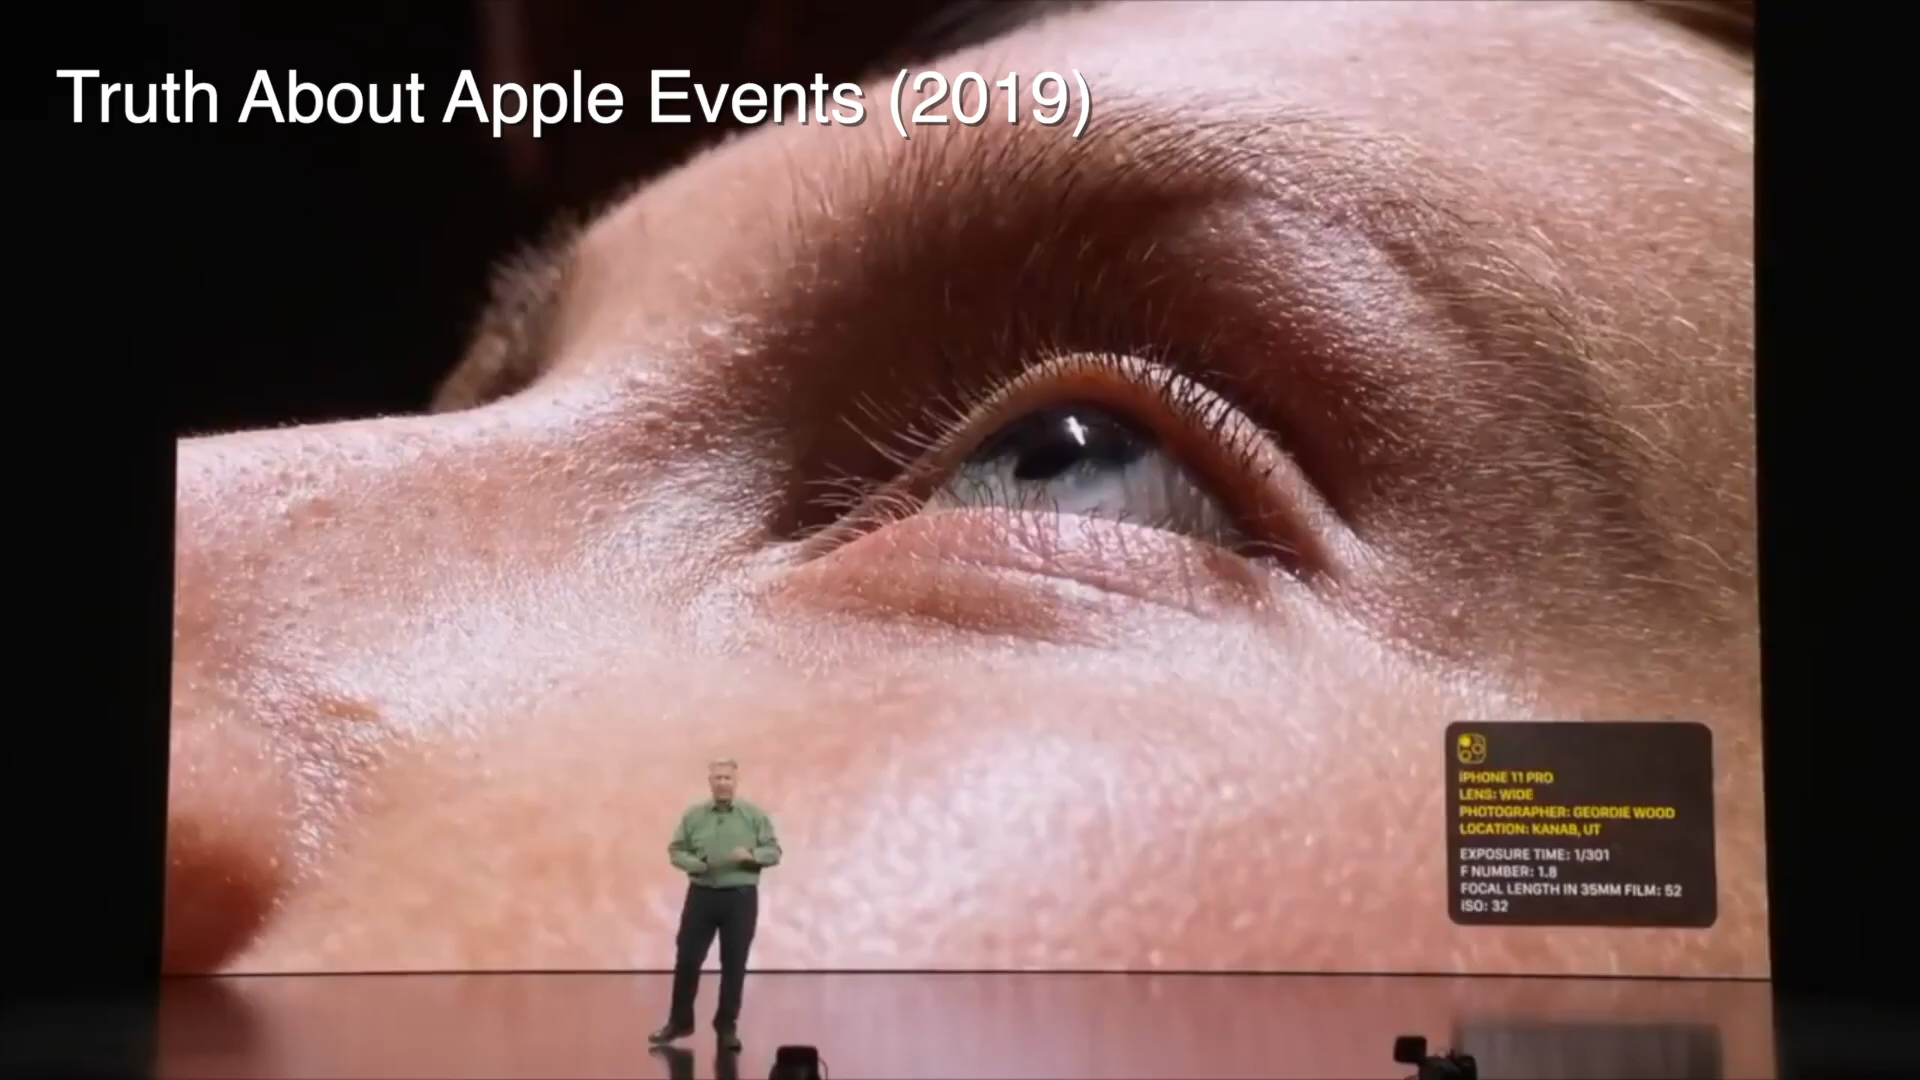 Truth About Apple Events (2019)
iPHONE 11 PRO
LENS: WIDE
PHOTOGRAPHER: GEORDIE WOOD
LOCATION: KANAB, UT
EXPOSURE TIME: 1/301
F NUMBER: 1.8
FOCAL LENGTH IN 35MM FILM: 52
ISO: 32